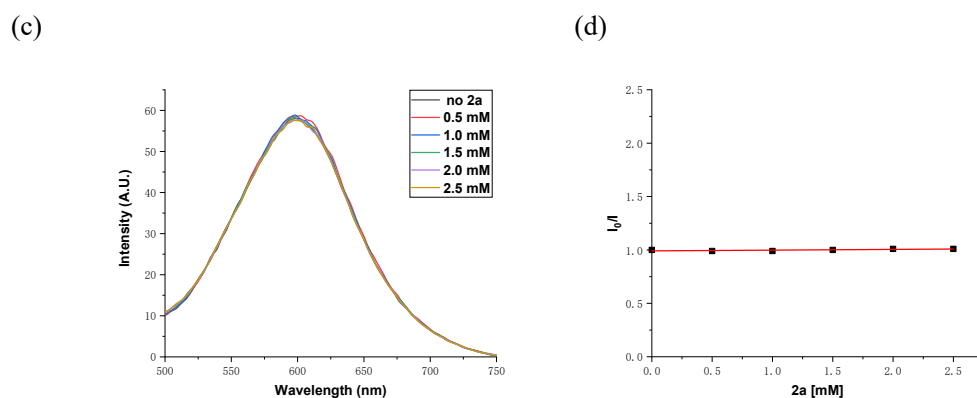 (c)
(d)
no 2a
0.5 mM
1.0 mM
1.5 mM
2.0 mM
2.5 mM
60
50
40
30
20
10
0
Intensity (A.U.)
500 550 600 650 700 750
Wavelength (nm)
2.5
2.0
1.5
1.0
0.5
0.0
I₀/I
0.0 0.5 1.0 1.5 2.0 2.5
2a [mM]